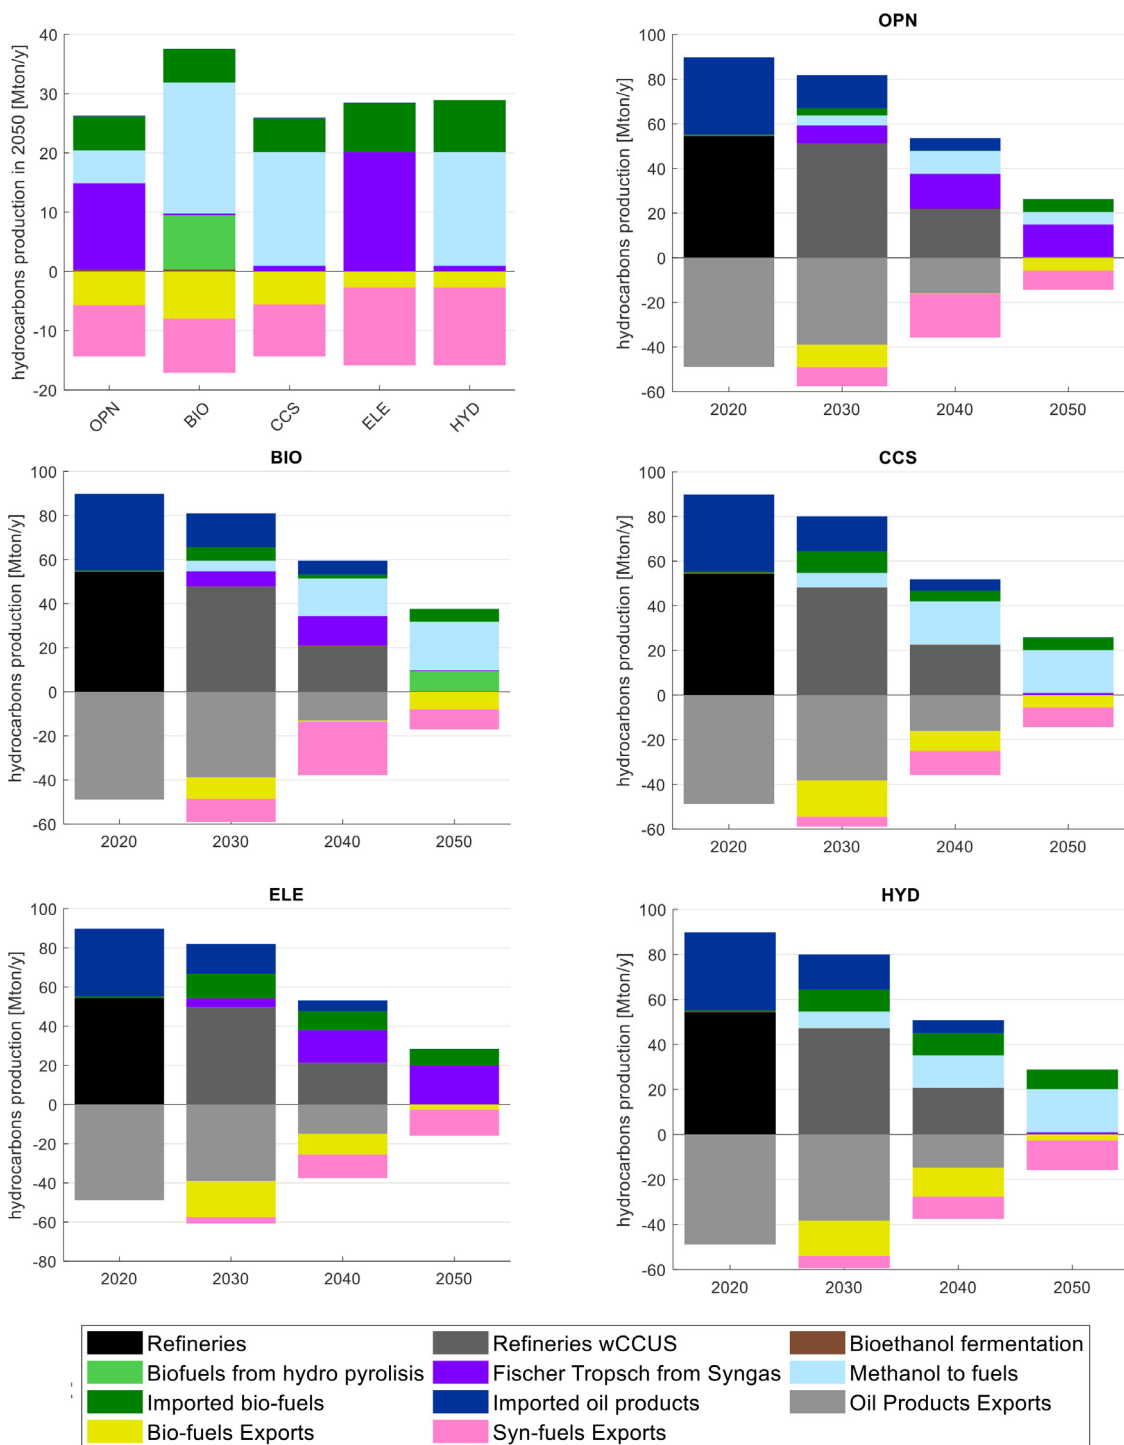 hydrocarbons production in 2050 [Mton/y]
40
30
20
10
0
-10
-20
OPN
BIO
CCS
ELE
HYD
OPN
hydrocarbons production [Mton/y]
100
80
60
40
20
0
-20
-40
-60
2020 2030 2040 2050
BIO
hydrocarbons production [Mton/y]
100
80
60
40
20
0
-20
-40
-60
2020 2030 2040 2050
CCS
hydrocarbons production [Mton/y]
100
80
60
40
20
0
-20
-40
-60
2020 2030 2040 2050
ELE
hydrocarbons production [Mton/y]
100
80
60
40
20
0
-20
-40
-60
-80
2020 2030 2040 2050
HYD
hydrocarbons production [Mton/y]
100
80
60
40
20
0
-20
-40
-60
2020 2030 2040 2050
Refineries Refineries wCCUS Bioethanol fermentation
Biofuels from hydro pyrolisis Fischer Tropsch from Syngas Methanol to fuels
Imported bio-fuels Imported oil products Oil Products Exports
Bio-fuels Exports Syn-fuels Exports